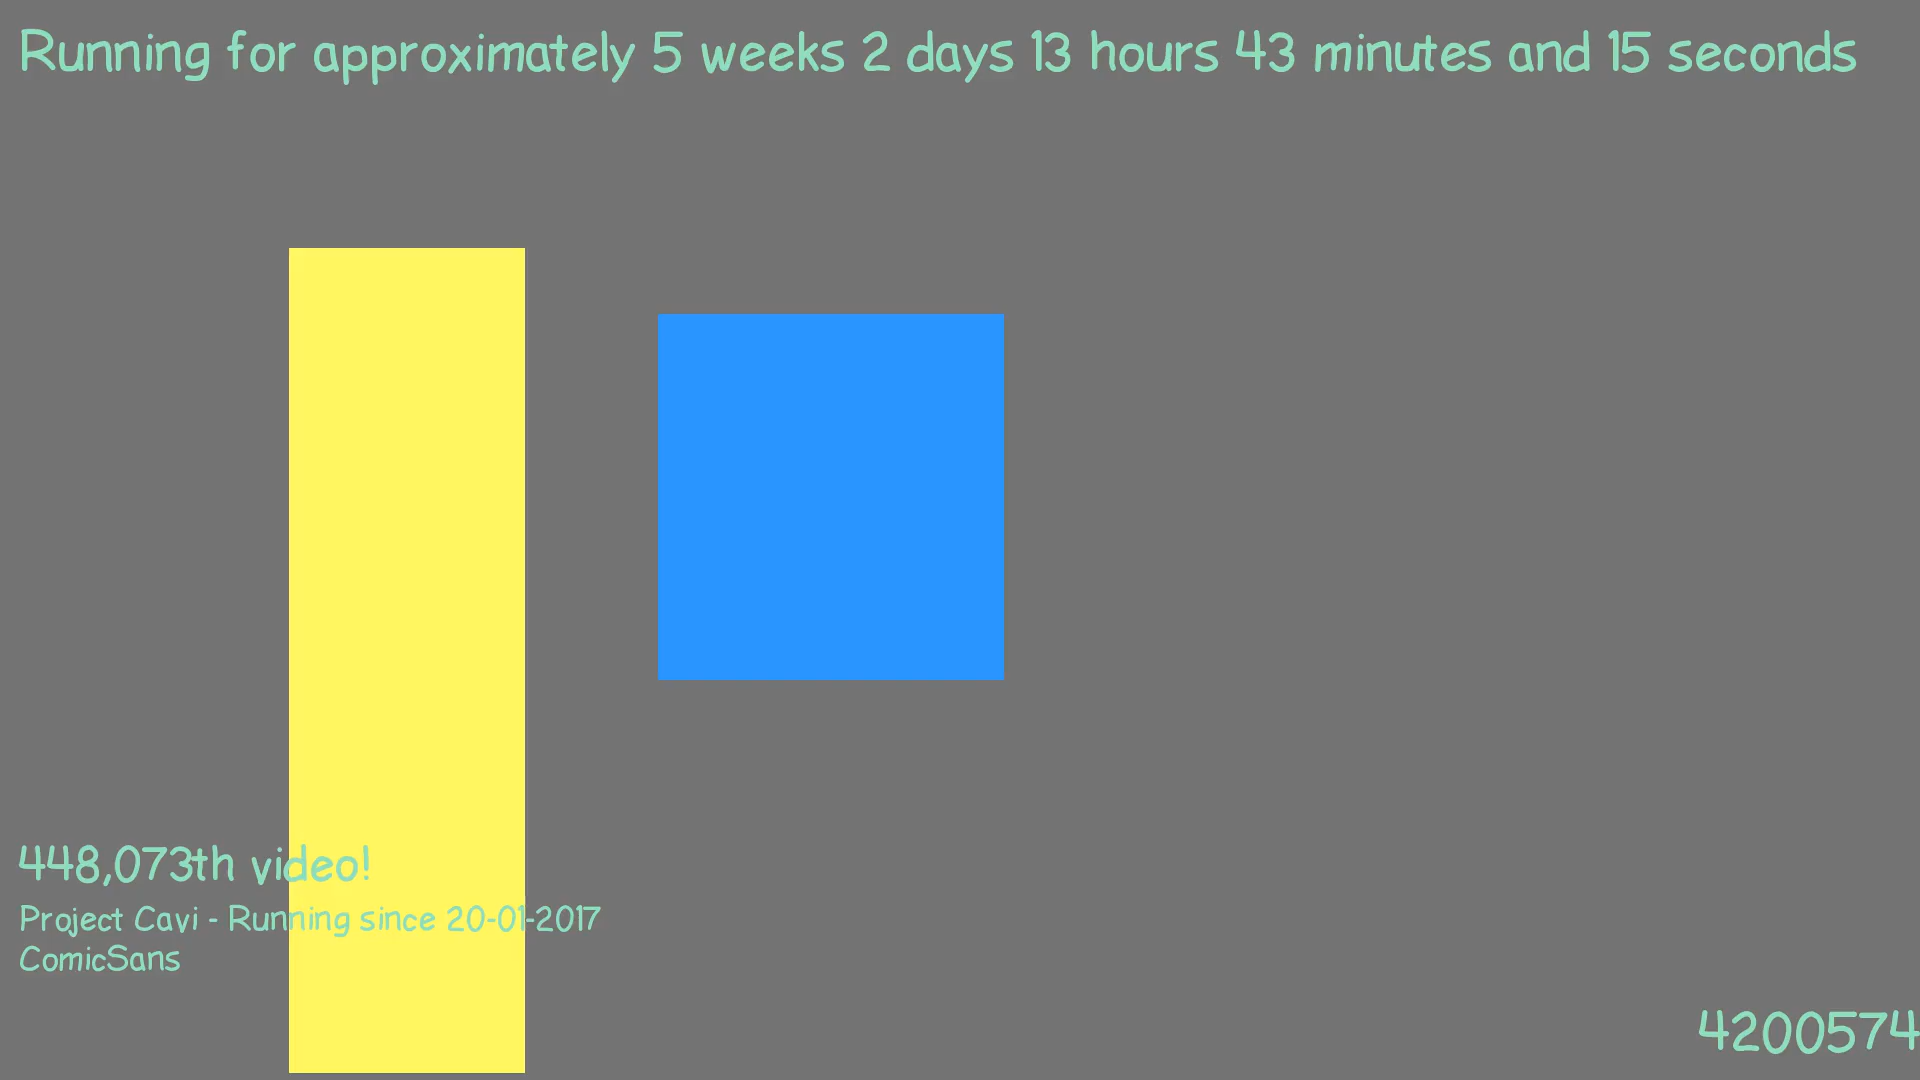 Running for approximately 5 weeks 2 days 13 hours 43 minutes and 15 seconds
448,073th video!
Project Cavi - Running since 20-01-2017
ComicSans
4200574